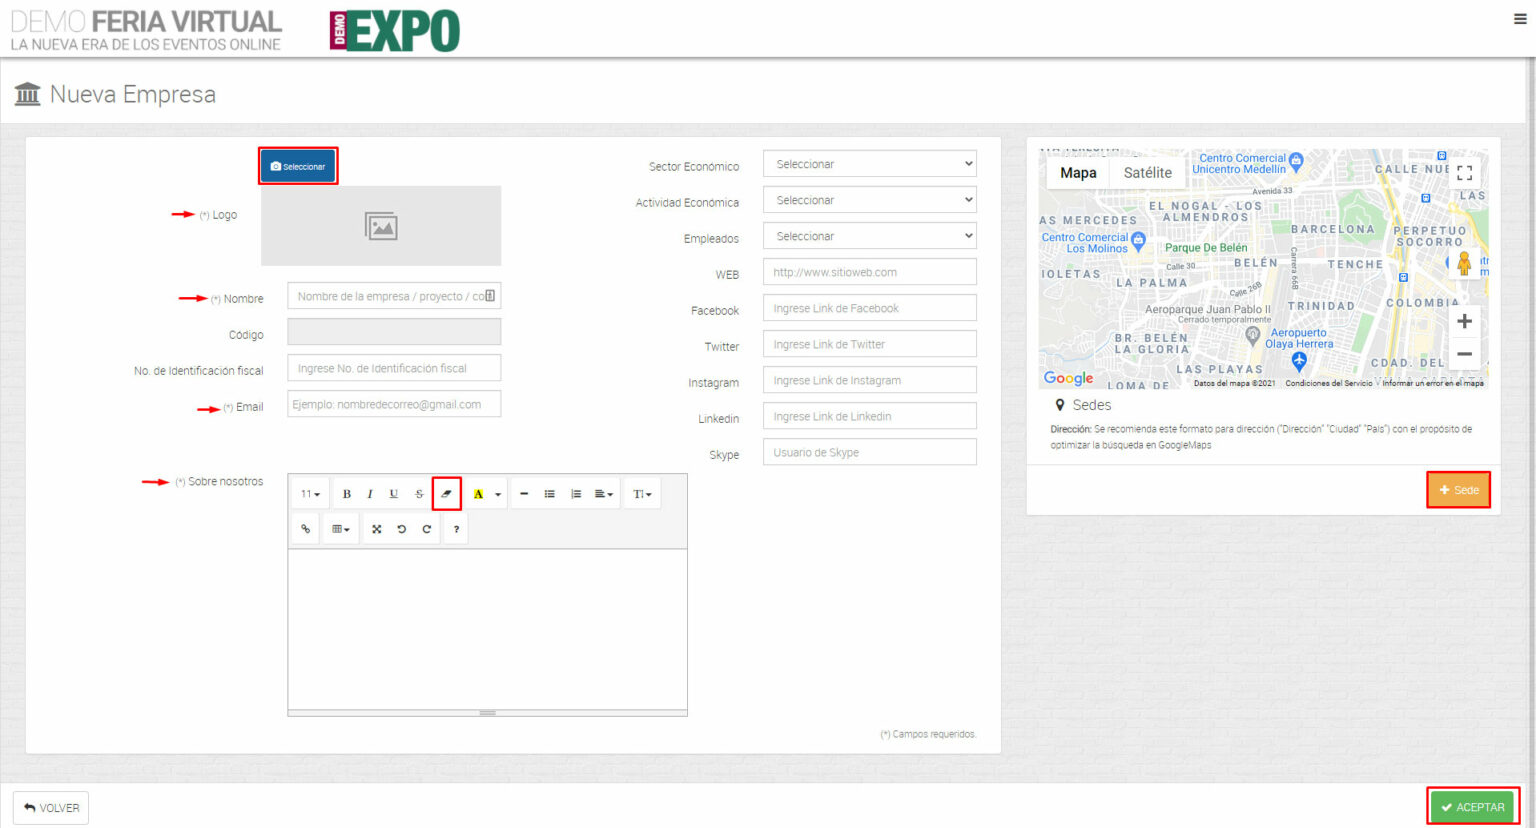 DEMO FERIA VIRTUAL
LA NUEVA ERA DE LOS EVENTOS ONLINE
DEMO EXPO
Nueva Empresa
Seleccionar
(*) Logo
(*) Nombre
Nombre de la empresa / proyecto / co
Código
No. de Identificación fiscal
Ingrese No. de Identificación fiscal
(*) Email
Ejemplo: nombredecorreo@gmail.com
(*) Sobre nosotros
11
B I U S A
T
?
Sector Económico
Seleccionar
Actividad Económica
Seleccionar
Empleados
Seleccionar
WEB
http://www.sitioweb.com
Facebook
Ingrese Link de Facebook
Twitter
Ingrese Link de Twitter
Instagram
Ingrese Link de Instagram
Linkedin
Ingrese Link de Linkedin
Skype
Usuario de Skype
(*) Campos requeridos.
Mapa
Satélite
Centro Comercial
Unicentro Medellín
CALLE NUE
Avenida 33
LAS
EL NOGAL - LOS
ALMENDROS
AS MERCEDES
BARCELONA
PERPETUO
SOCORRO
Centro Comercial
Los Molinos
Parque De Belén
Calle 30
BELÉN
Carrera 66B
TENCHE
IOLETAS
LA PALMA
Calle 26B
TRINIDAD
COLOMBIA
Aeroparque Juan Pablo II
Cerrado temporalmente
BR. BELÉN
LA GLORIA
Aeropuerto
Olaya Herrera
LAS PLAYAS
CDAD. DEL
Google
LOMA DE
Datos del mapa ©2021
Condiciones del Servicio
Informar un error en el mapa
Sedes
Dirección: Se recomienda este formato para dirección ("Dirección" "Ciudad" "País") con el propósito de
optimizar la búsqueda en GoogleMaps
+ Sede
VOLVER
ACEPTAR